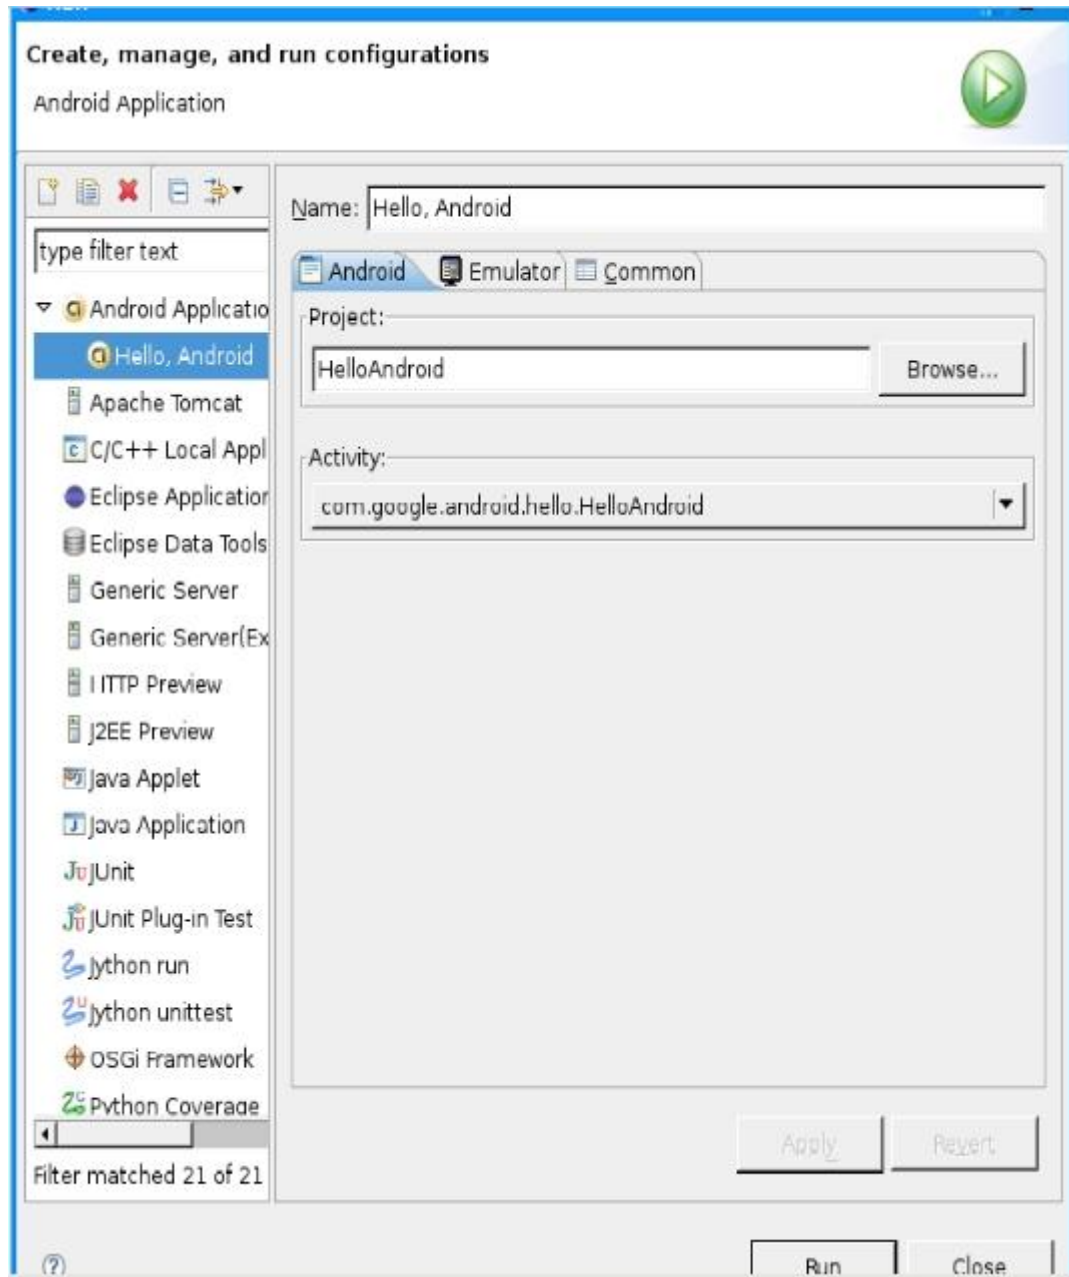 Create, manage, and run configurations
Android Application
type filter text
Android Applicatio
Hello, Android
Apache Tomcat
C/C++ Local Appl
Eclipse Application
Eclipse Data Tools
Generic Server
Generic Server(Ex
HTTP Preview
J2EE Preview
Java Applet
Java Application
JUnit
JUnit Plug-in Test
Jython run
Jython unittest
OSGi Framework
Python Coverage
Filter matched 21 of 21
Name: Hello, Android
Android Emulator Common
Project:
HelloAndroid Browse...
Activity:
com.google.android.hello.HelloAndroid
Apply Revert
Run Close